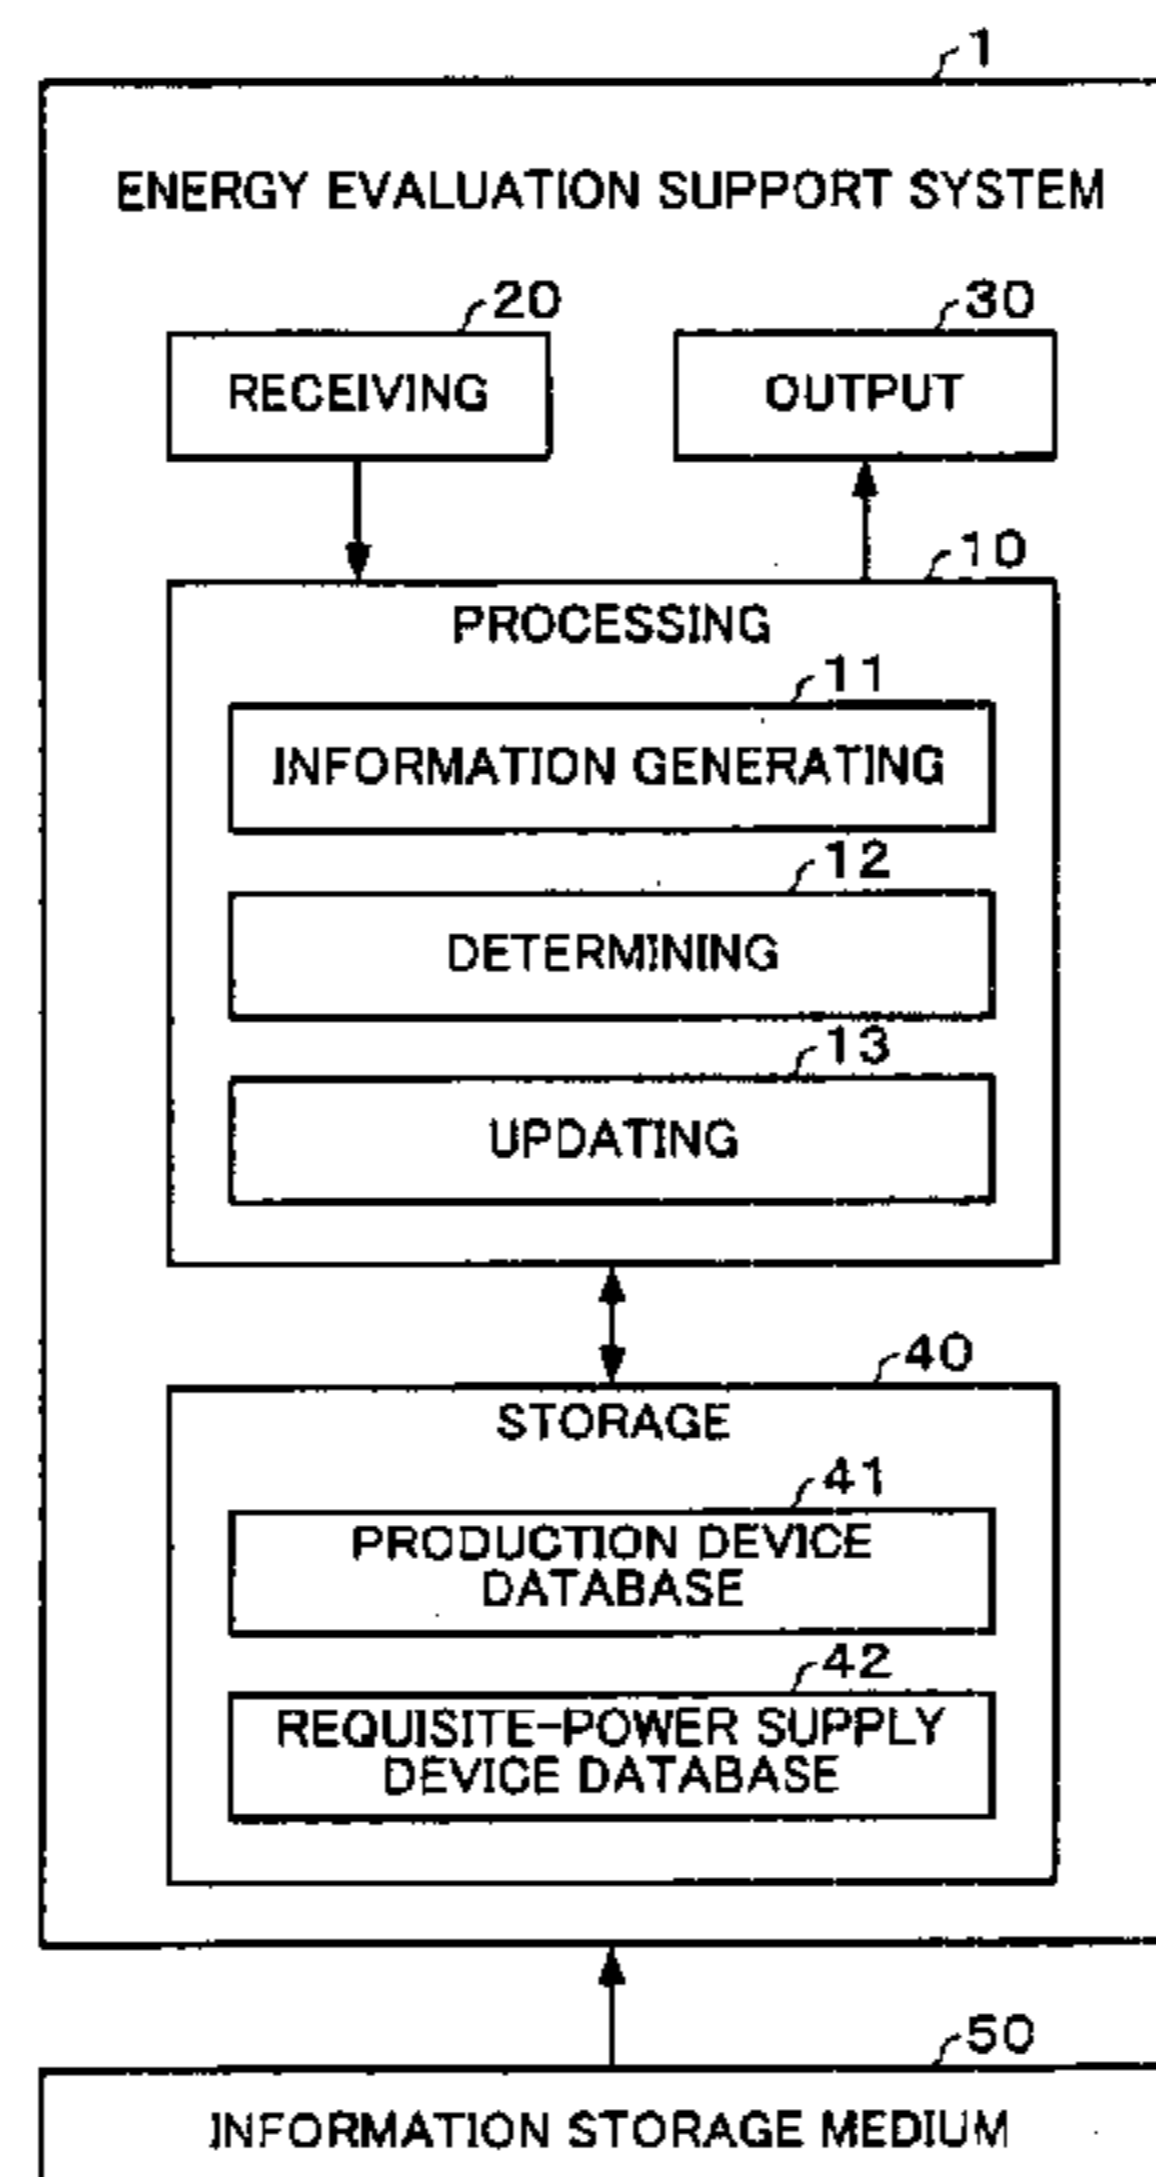 1
ENERGY EVALUATION SUPPORT SYSTEM
20
30
RECEIVING
OUTPUT
10
PROCESSING
11
INFORMATION GENERATING
12
DETERMINING
13
UPDATING
40
STORAGE
41
PRODUCTION DEVICE
DATABASE
42
REQUISITE-POWER SUPPLY
DEVICE DATABASE
50
INFORMATION STORAGE MEDIUM